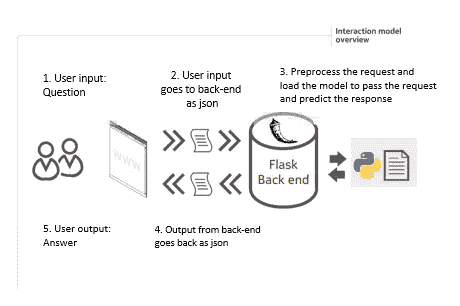 Interaction model
overview
1. User input:
Question
2. User input
goes to back-end
as json
3. Preprocess the request and
load the model to pass the request
and predict the response
WWW
Flask
Back end
5. User output:
Answer
4. Output from back-end
goes back as json